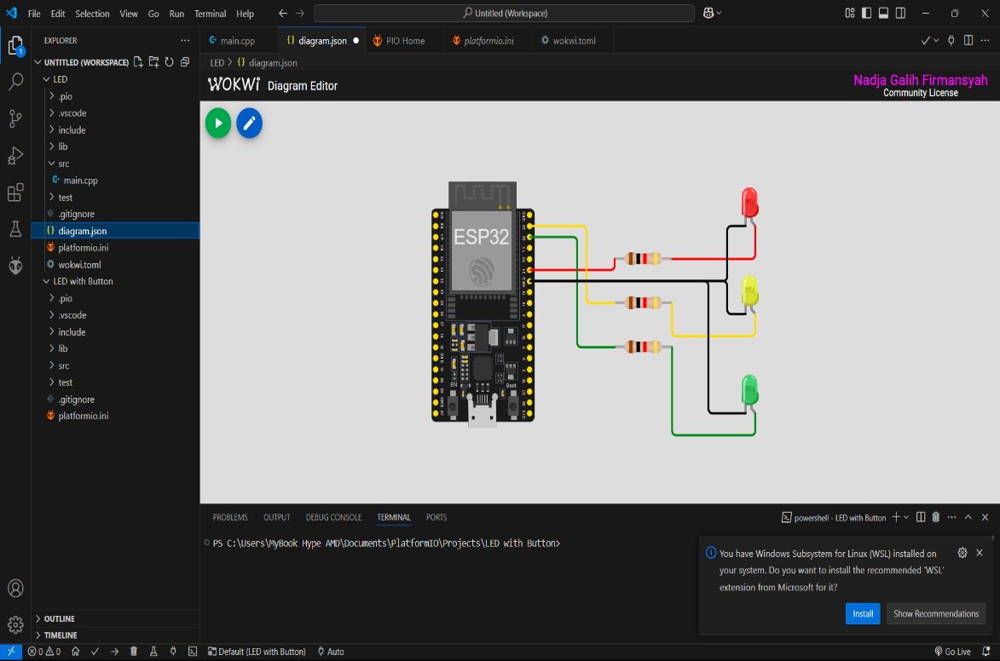 File Edit Selection View Go Run Terminal Help
Untitled (Workspace)
EXPLORER
UNTITLED (WORKSPACE)
LED
.pio
.vscode
include
lib
src
main.cpp
test
.gitignore
diagram.json
platformio.ini
wokwi.toml
LED with Button
.pio
.vscode
include
lib
src
test
.gitignore
platformio.ini
OUTLINE
TIMELINE
main.cpp
diagram.json
PIO Home
platformio.ini
wokwi.toml
LED > diagram.json
WOKWi Diagram Editor
Nadja Galih Firmansyah
Community License
ESP32
EN
Boot
PROBLEMS OUTPUT DEBUG CONSOLE TERMINAL PORTS
powershell - LED with Button
PS C:\Users\MyBook Hype AMD\Documents\PlatformIO\Projects\LED with Button>
You have Windows Subsystem for Linux (WSL) installed on
your system. Do you want to install the recommended 'WSL'
extension from Microsoft for it?
Install
Show Recommendations
0 0 Default (LED with Button) Auto
Go Live